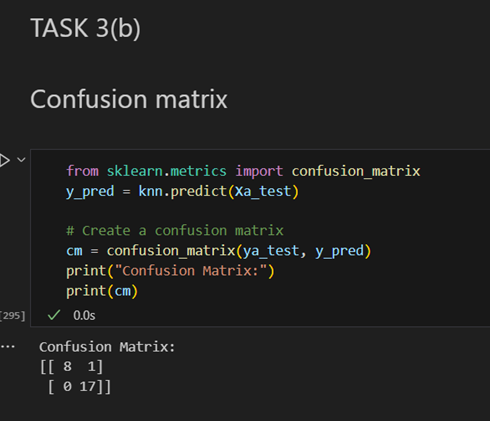 TASK 3(b)
Confusion matrix
from sklearn.metrics import confusion_matrix
y_pred = knn.predict(Xa_test)
# Create a confusion matrix
cm = confusion_matrix(ya_test, y_pred)
print("Confusion Matrix:")
print(cm)
[295]
0.0s
Confusion Matrix:
[[ 8  1]
 [ 0 17]]